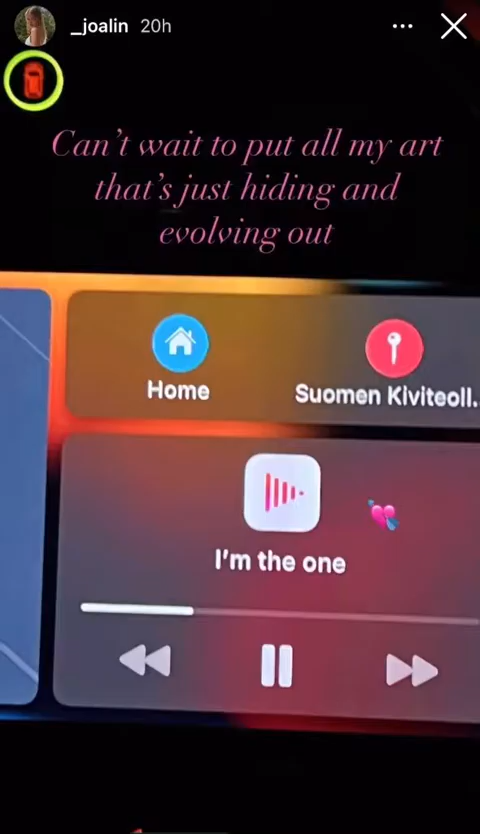 _joalin 20h
Can't wait to put all my art
that's just hiding and
evolving out
Home
Suomen Kiviteoll..
I'm the one